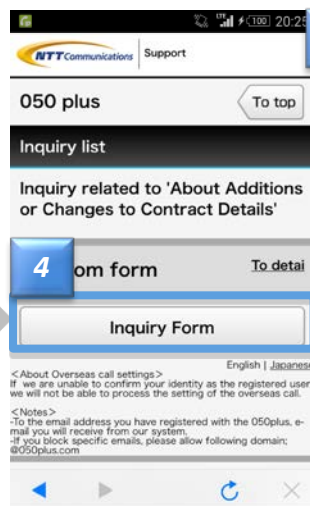 LTE 100 20:25
NTT Communications Support
050 plus To top
Inquiry list
Inquiry related to 'About Additions
or Changes to Contract Details'
4 om form To detai
Inquiry Form
English | Japanese
<About Overseas call settings>
If we are unable to confirm your identity as the registered user
we will not be able to process the setting of the overseas call.
<Notes>
-To the email address you have registered with the 050plus, e-
mail you will receive from our system.
-If you block specific emails, please allow following domain;
@050plus.com